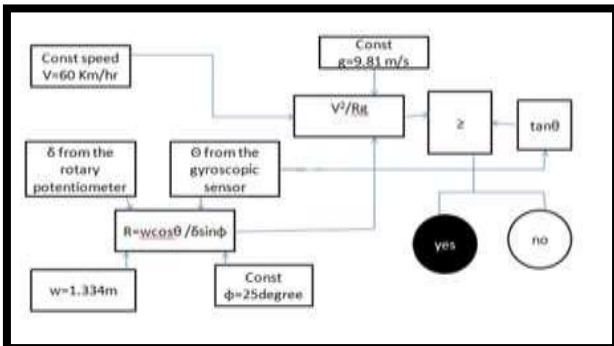 Const speed
V=60 Km/hr
Const
g=9.81 m/s
V²/Rg
≥
tanθ
δ from the
rotary
potentiometer
Θ from the
gyroscopic
sensor
R=wcosθ/δsinϕ
yes
no
w=1.334m
Const
ϕ=25degree